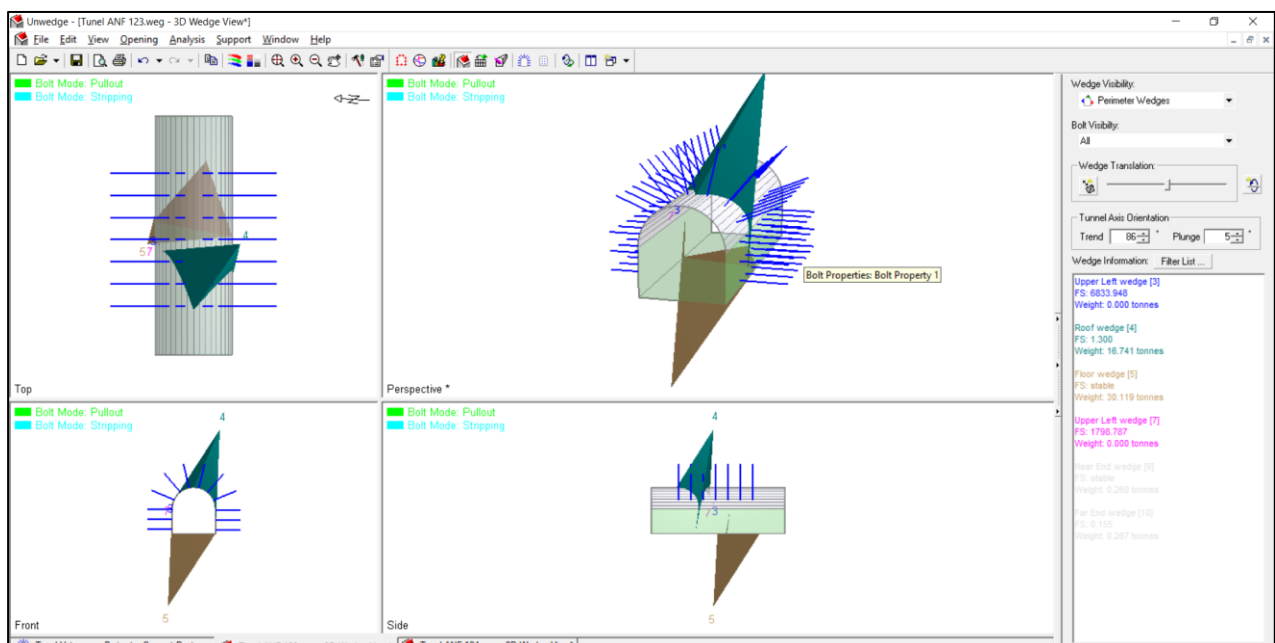 Unwedge - [Tunel ANF 123.weg - 3D Wedge View*]
File Edit View Opening Analysis Support Window Help
Bolt Mode: Pullout
Bolt Mode: Stripping
Z
4
57
Top
Bolt Mode: Pullout
Bolt Mode: Stripping
73
Bolt Properties: Bolt Property 1
Perspective *
Bolt Mode: Pullout
Bolt Mode: Stripping
4
5
Front
Bolt Mode: Pullout
Bolt Mode: Stripping
4
73
5
Side
Wedge Visibility:
Perimeter Wedges
Bolt Visibilty:
All
Wedge Translation:
Tunnel Axis Orientation
Trend 86 ° Plunge 5 °
Wedge Information: Filter List ...
Upper Left wedge [3]
FS: 6833.948
Weight: 0.000 tonnes
Roof wedge [4]
FS: 1.300
Weight: 16.741 tonnes
Floor wedge [5]
FS: stable
Weight: 30.119 tonnes
Upper Left wedge [7]
FS: 1798.787
Weight: 0.000 tonnes
Near End wedge [9]
FS: stable
Weight: 0.260 tonnes
Far End wedge [10]
FS: 0.155
Weight: 0.267 tonnes